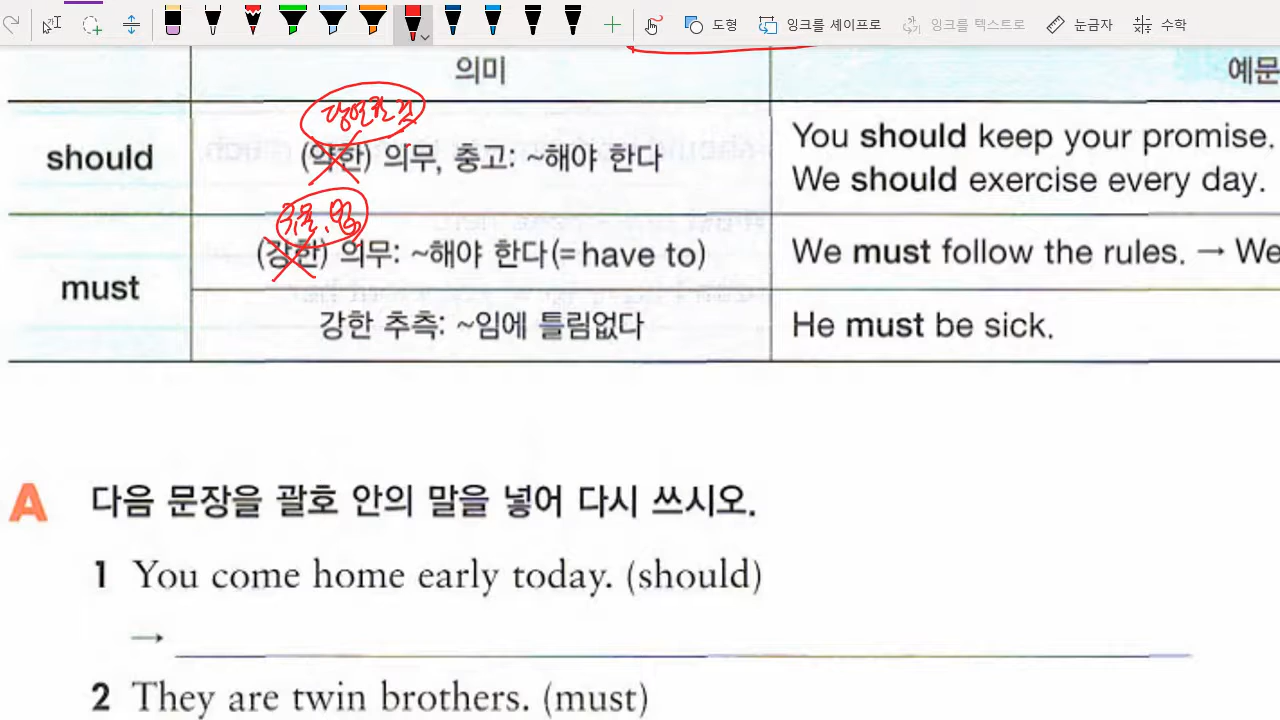 도형 잉크를 셰이프로 잉크를 텍스트로 눈금자 수학
의미 예문
should (약한) 의무, 충고: ~해야 한다 You should keep your promise.
We should exercise every day.
must (강한) 의무: ~해야 한다(= have to) We must follow the rules. → We
강한 추측: ~임에 틀림없다 He must be sick.
A 다음 문장을 괄호 안의 말을 넣어 다시 쓰시오.
1 You come home early today. (should)
→
2 They are twin brothers. (must)